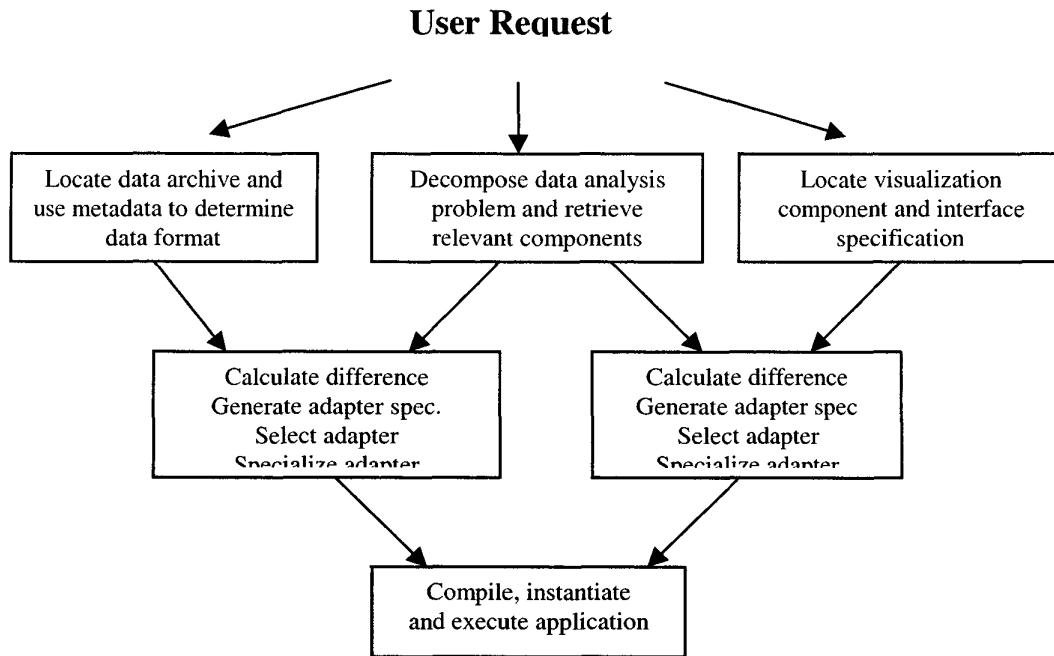 User Request
Locate data archive and
use metadata to determine
data format
Decompose data analysis
problem and retrieve
relevant components
Locate visualization
component and interface
specification
Calculate difference
Generate adapter spec.
Select adapter
Specialize adapter
Calculate difference
Generate adapter spec
Select adapter
Specialize adapter
Compile, instantiate
and execute application